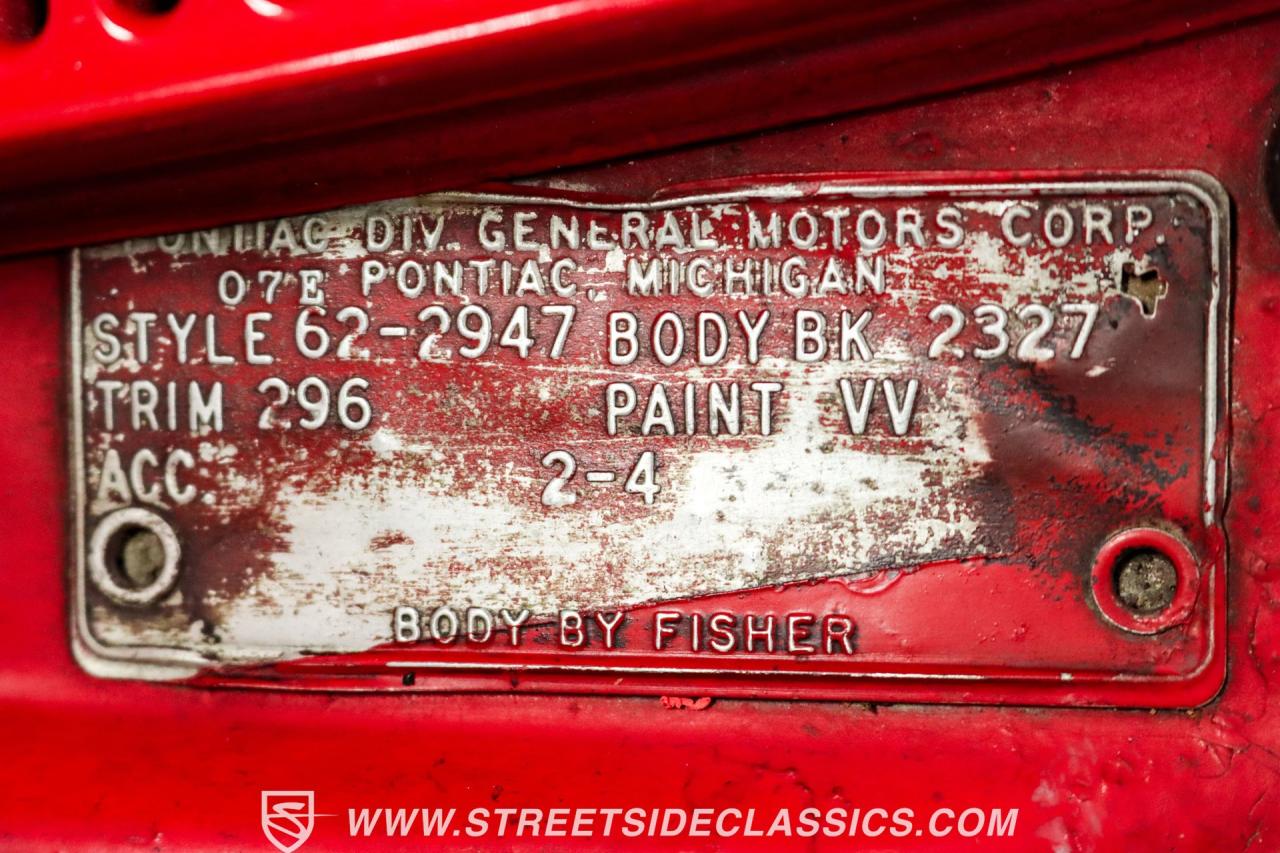 PONTIAC DIV. GENERAL MOTORS CORP.
07E PONTIAC, MICHIGAN
STYLE 62-2947 BODY BK 2327
TRIM 296 PAINT VV
ACC. 2-4
BODY BY FISHER
WWW.STREETSIDECLASSICS.COM